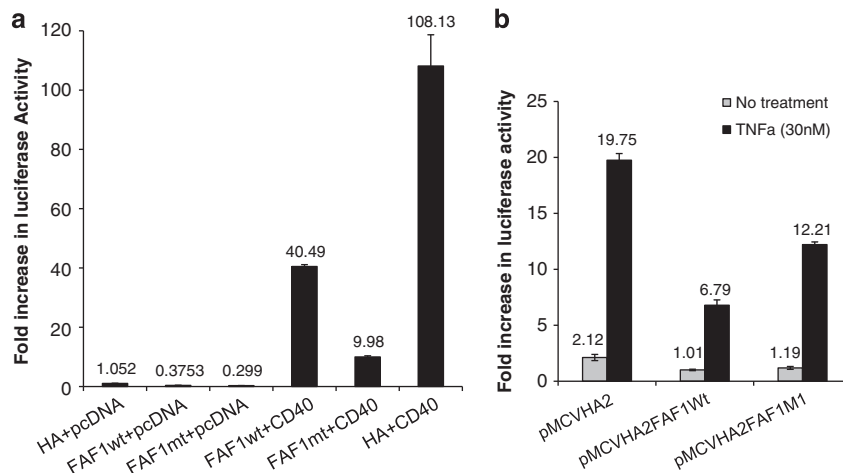 a
Fold increase in luciferase Activity
120
100
80
60
40
20
0
1.052
0.3753
0.299
40.49
9.98
108.13
HA+pcDNA
FAF1wt+pcDNA
FAF1mt+pcDNA
FAF1wt+CD40
FAF1mt+CD40
HA+CD40
b
Fold increase in luciferase activity
25
20
15
10
5
0
No treatment
TNFa (30nM)
2.12
19.75
1.01
6.79
1.19
12.21
pMCVHA2
pMCVHA2FAF1Wt
pMCVHA2FAF1M1